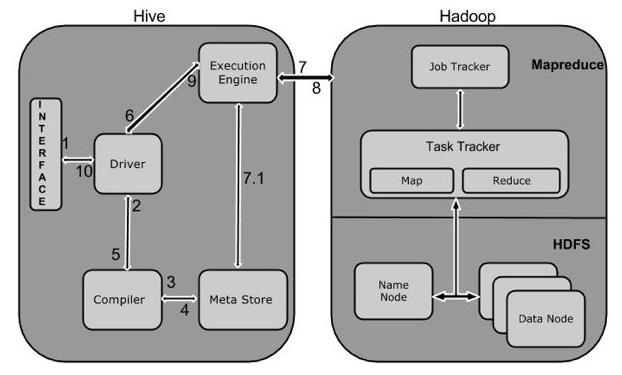 Hive
Hadoop
Execution
Engine
7
8
9
6
INTERFACE
1
10
Driver
2
7.1
5
Compiler
3
4
Meta Store
Job Tracker
Mapreduce
Task Tracker
Map
Reduce
HDFS
Name
Node
Data Node